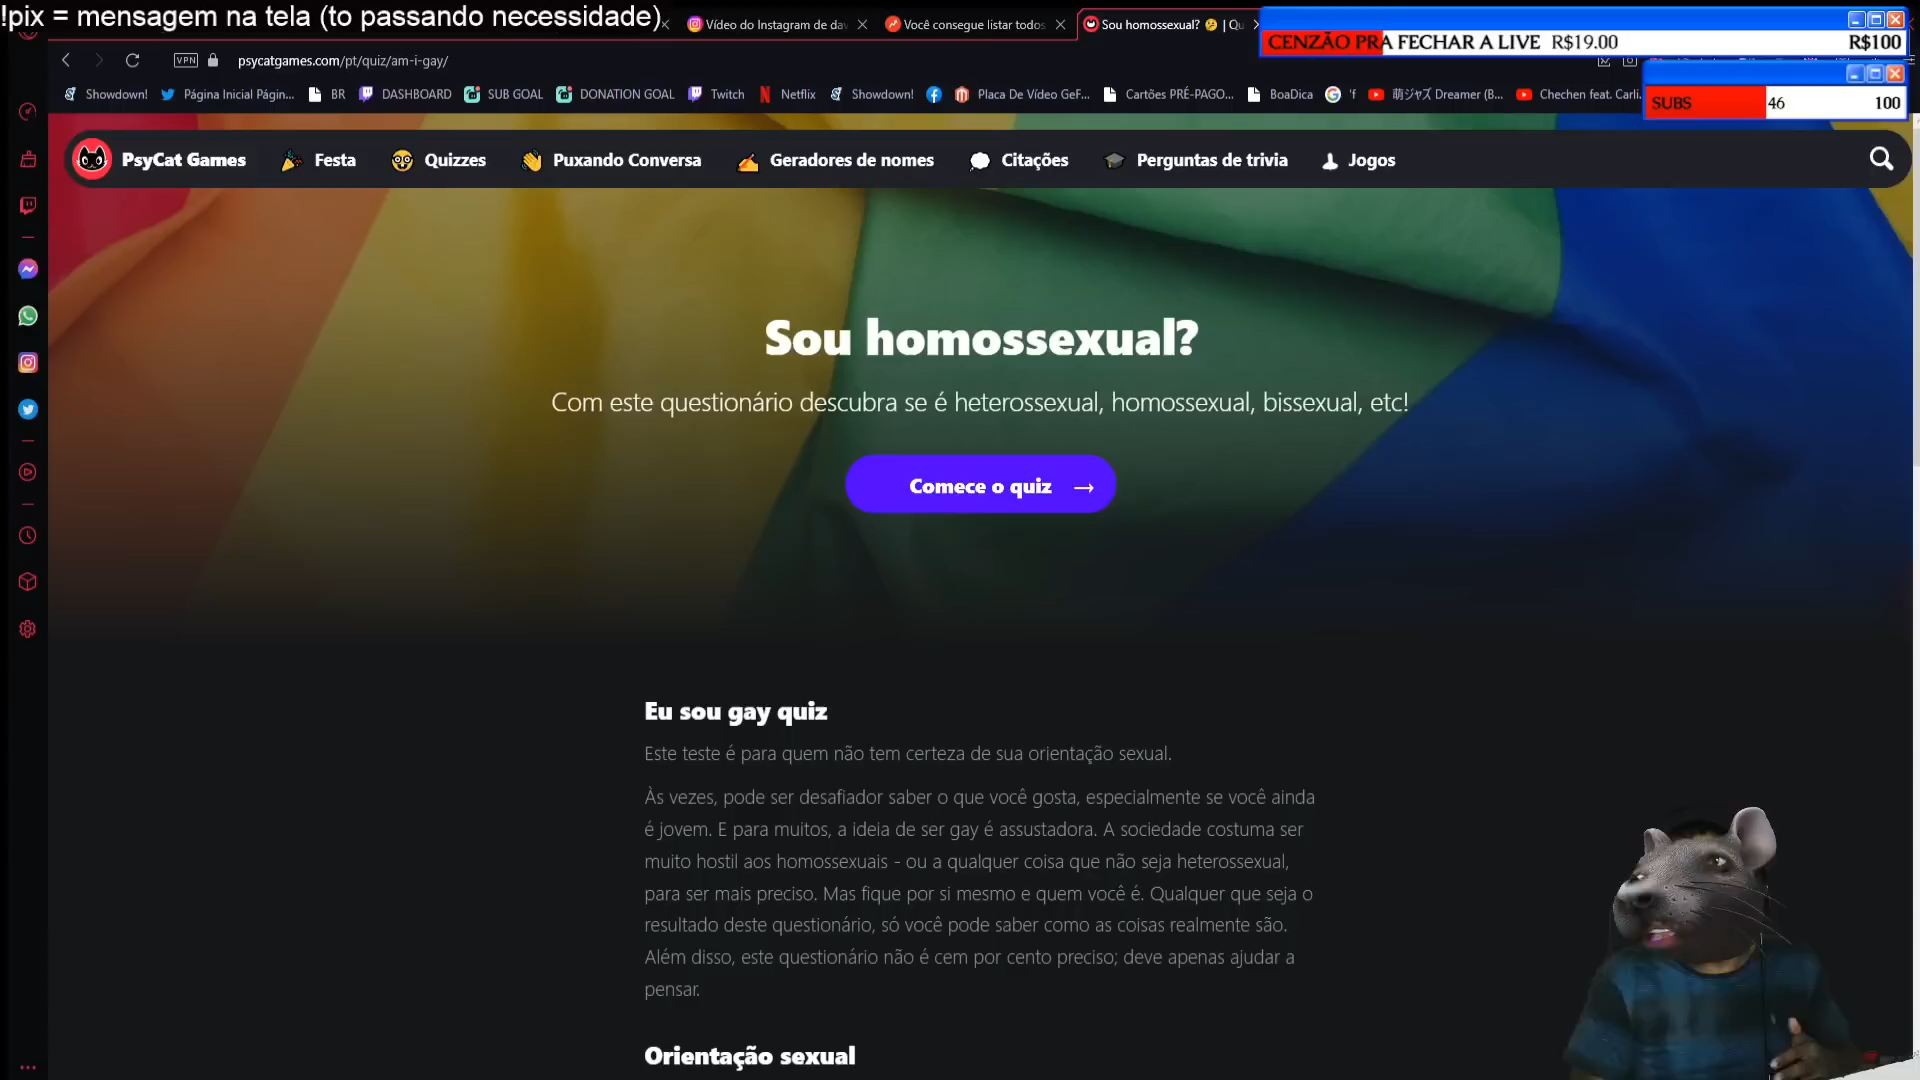 !pix = mensagem na tela (to passando necessidade)
Vídeo do Instagram de da
Você consegue listar todos
Sou homossexual? 🤔 | Qu
CENZÃO PRA FECHAR A LIVE R$19.00 R$100
VPN psycatgames.com/pt/quiz/am-i-gay/
SUBS 46 100
Showdown! Página Inicial Págin... BR DASHBOARD SUB GOAL DONATION GOAL Twitch Netflix Showdown! Placa De Vídeo GeF... Cartões PRÉ-PAGO... BoaDica 'f 萌ジャズ Dreamer (B... Chechen feat. Carli...
PsyCat Games Festa Quizzes Puxando Conversa Geradores de nomes Citações Perguntas de trivia Jogos
Sou homossexual?
Com este questionário descubra se é heterossexual, homossexual, bissexual, etc!
Comece o quiz →
Eu sou gay quiz
Este teste é para quem não tem certeza de sua orientação sexual.
Às vezes, pode ser desafiador saber o que você gosta, especialmente se você ainda
é jovem. E para muitos, a ideia de ser gay é assustadora. A sociedade costuma ser
muito hostil aos homossexuais - ou a qualquer coisa que não seja heterossexual,
para ser mais preciso. Mas fique por si mesmo e quem você é. Qualquer que seja o
resultado deste questionário, só você pode saber como as coisas realmente são.
Além disso, este questionário não é cem por cento preciso; deve apenas ajudar a
pensar.
Orientação sexual